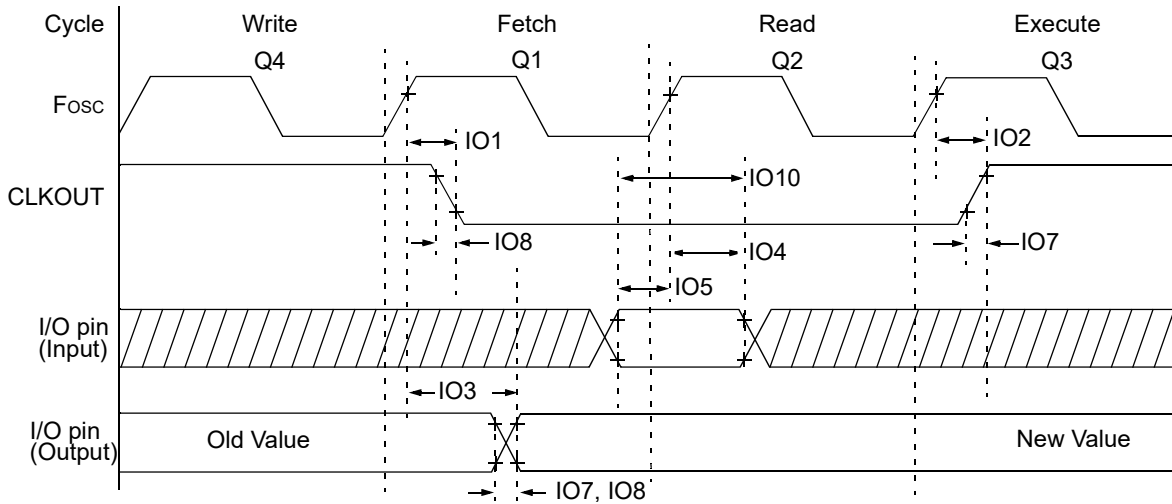 Cycle Write Fetch Read Execute
Q4 Q1 Q2 Q3
Fosc
IO1 IO2
IO10
CLKOUT
IO8 IO4 IO7
IO5
I/O pin
(Input)
IO3
I/O pin
(Output)
Old Value New Value
IO7, IO8